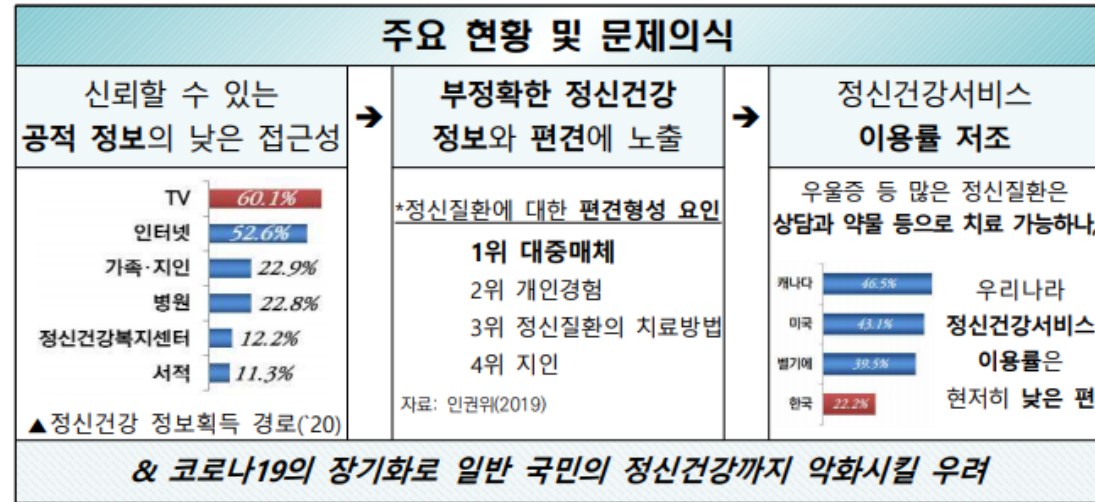 주요 현황 및 문제의식
신뢰할 수 있는
공적 정보의 낮은 접근성
➔
부정확한 정신건강
정보와 편견에 노출
➔
정신건강서비스
이용률 저조
TV 60.1%
인터넷 52.6%
가족·지인 22.9%
병원 22.8%
정신건강복지센터 12.2%
서적 11.3%
▲정신건강 정보획득 경로(`20)
*정신질환에 대한 편견형성 요인
1위 대중매체
2위 개인경험
3위 정신질환의 치료방법
4위 지인
자료: 인권위(2019)
우울증 등 많은 정신질환은
상담과 약물 등으로 치료 가능하나,
캐나다 46.5%
미국 43.1%
벨기에 39.5%
한국 22.2%
우리나라
정신건강서비스
이용률은
현저히 낮은 편
& 코로나19의 장기화로 일반 국민의 정신건강까지 악화시킬 우려